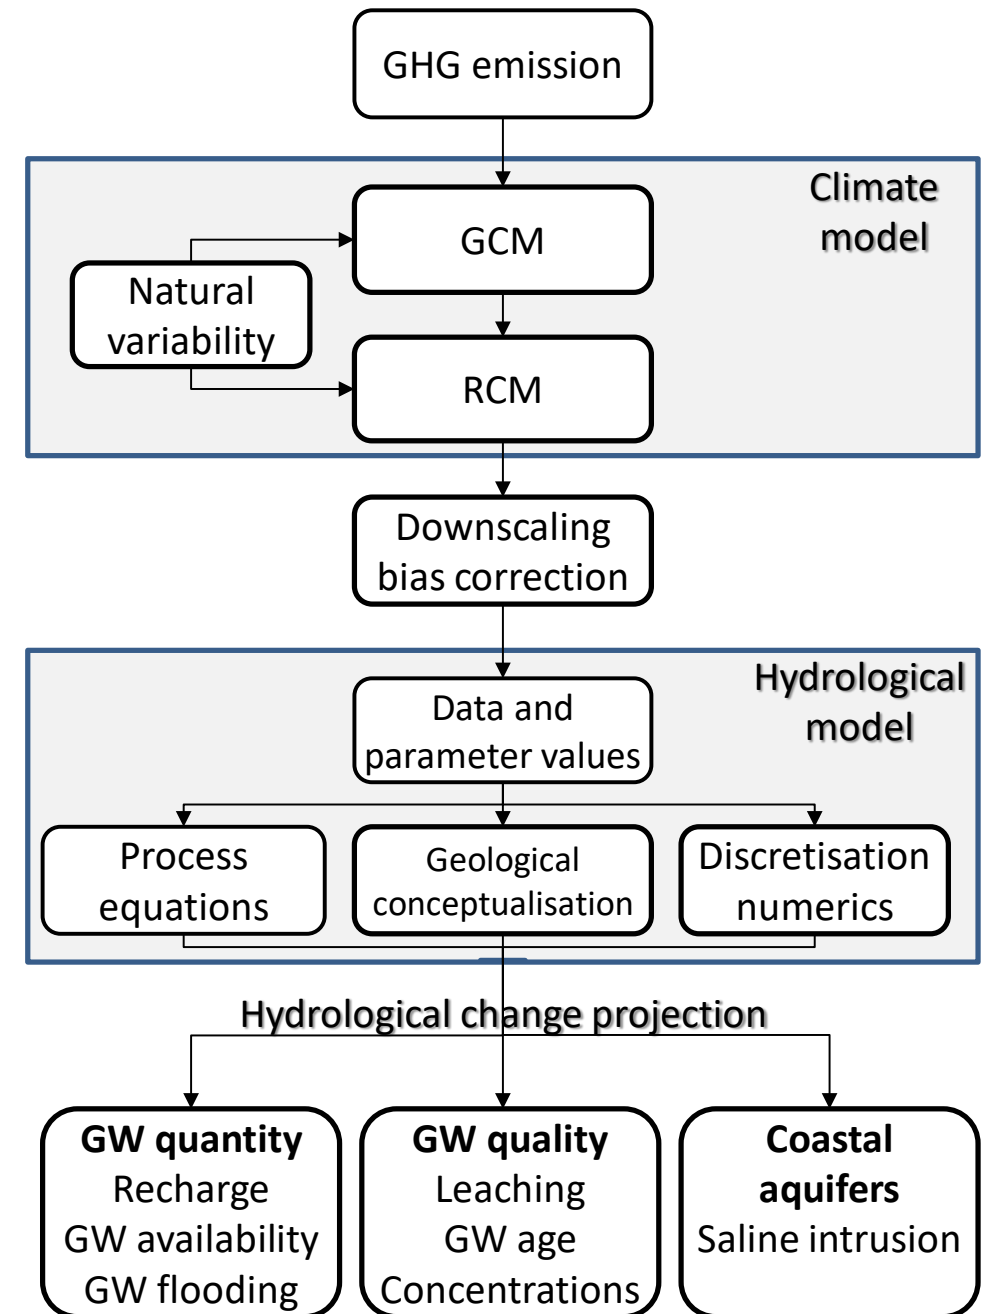 GHG emission
Climate
model
GCM
Natural
variability
RCM
Downscaling
bias correction
Hydrological
model
Data and
parameter values
Process
equations
Geological
conceptualisation
Discretisation
numerics
Hydrological change projection
GW quantity
Recharge
GW availability
GW flooding
GW quality
Leaching
GW age
Concentrations
Coastal
aquifers
Saline intrusion